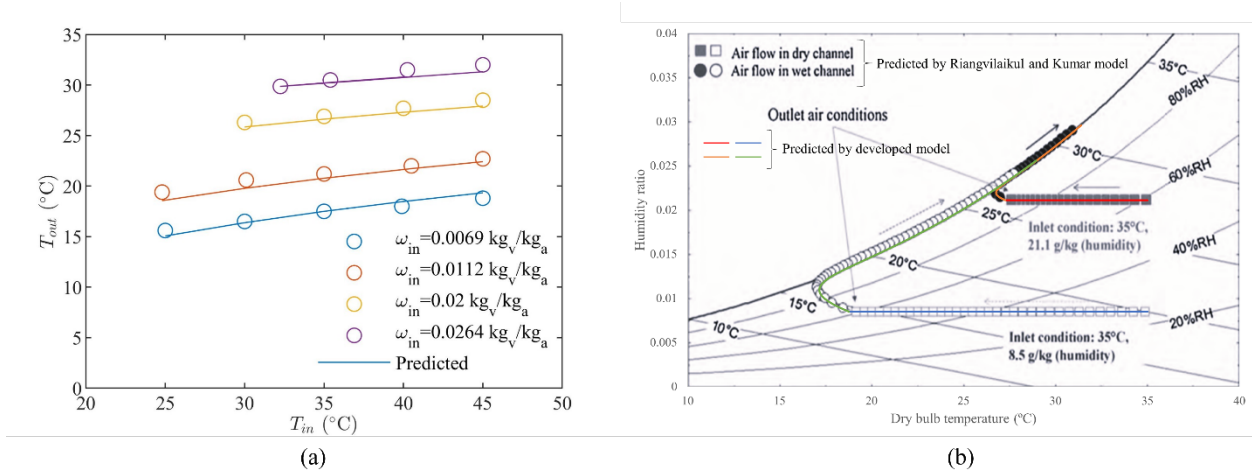 35
30
25
20
15
10
5
0
T_out (°C)
ω_in=0.0069 kg_v/kg_a
ω_in=0.0112 kg_v/kg_a
ω_in=0.02 kg_v/kg_a
ω_in=0.0264 kg_v/kg_a
Predicted
20 25 30 35 40 45 50
T_in (°C)
(a)
0.04
0.035
0.03
0.025
0.02
0.015
0.01
0.005
0
Humidity ratio
Air flow in dry channel
Air flow in wet channel
Predicted by Riangvilaikul and Kumar model
Outlet air conditions
Predicted by developed model
35°C
80%RH
30°C
60%RH
25°C
Inlet condition: 35°C,
21.1 g/kg (humidity)
40%RH
20°C
15°C
20%RH
10°C
Inlet condition: 35°C,
8.5 g/kg (humidity)
10 15 20 25 30 35 40
Dry bulb temperature (°C)
(b)